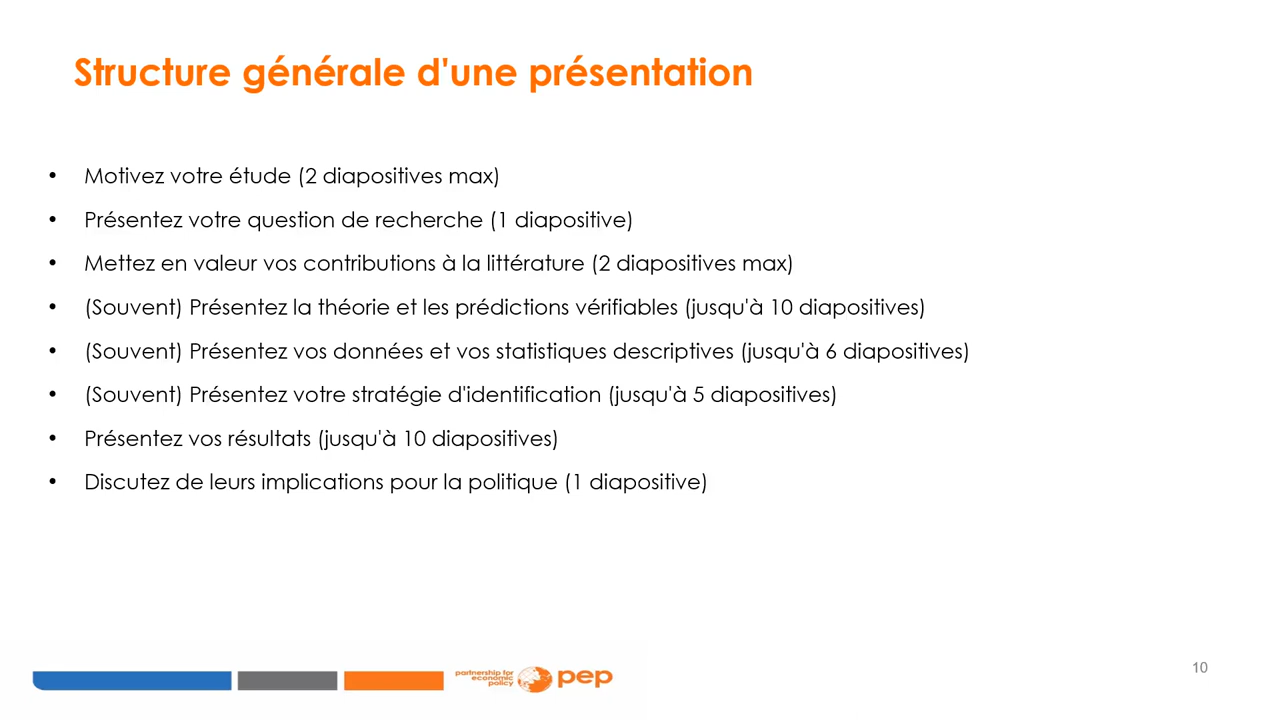 Structure générale d'une présentation
• Motivez votre étude (2 diapositives max)
• Présentez votre question de recherche (1 diapositive)
• Mettez en valeur vos contributions à la littérature (2 diapositives max)
• (Souvent) Présentez la théorie et les prédictions vérifiables (jusqu'à 10 diapositives)
• (Souvent) Présentez vos données et vos statistiques descriptives (jusqu'à 6 diapositives)
• (Souvent) Présentez votre stratégie d'identification (jusqu'à 5 diapositives)
• Présentez vos résultats (jusqu'à 10 diapositives)
• Discutez de leurs implications pour la politique (1 diapositive)
partnership for
economic
policy
pep
10